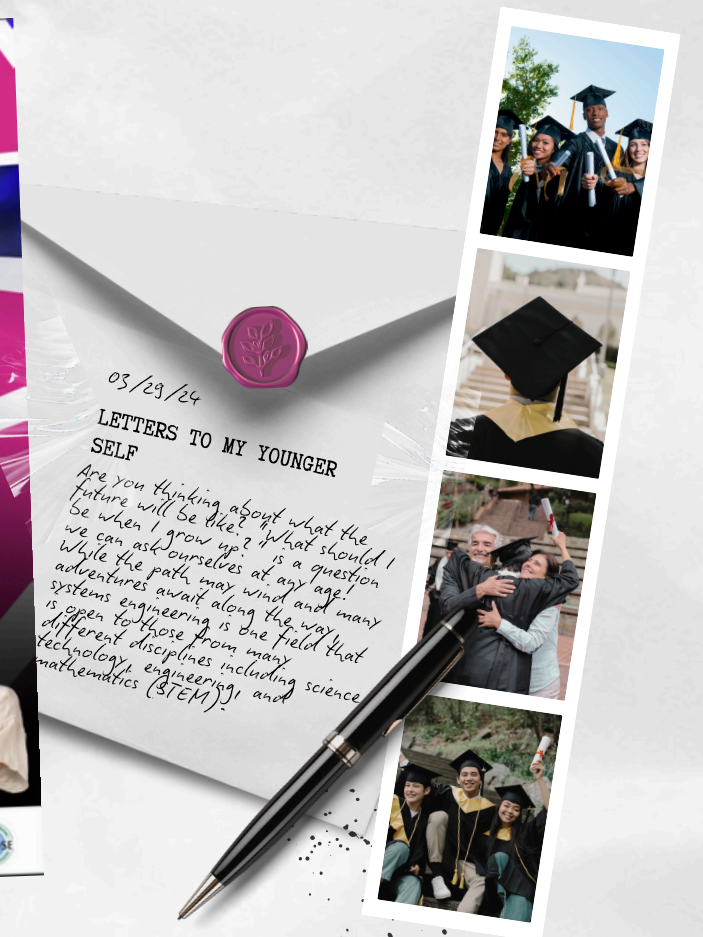 03/29/24
LETTERS TO MY YOUNGER
SELF
Are you thinking about what the
future will be like? "What should I
be when I grow up?" is a question
we can ask ourselves at any age!
While the path may wind and many
adventures await along the way,
systems engineering is one field that
is open to those from many
different disciplines including science,
technology, engineering, and
mathematics (STEM).
SE